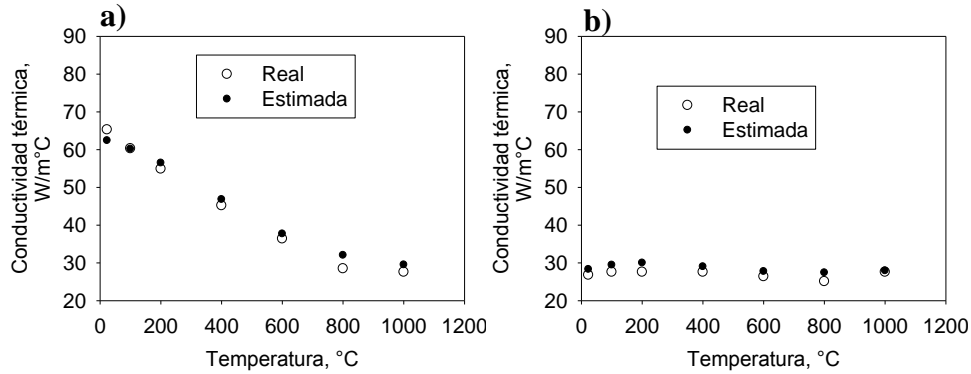 a)
90
80
70
60
50
40
30
20
Conductividad térmica,
W/m°C
Real
Estimada
0 200 400 600 800 1000 1200
Temperatura, °C
b)
90
80
70
60
50
40
30
20
Conductividad térmica,
W/m°C
Real
Estimada
0 200 400 600 800 1000 1200
Temperatura, °C